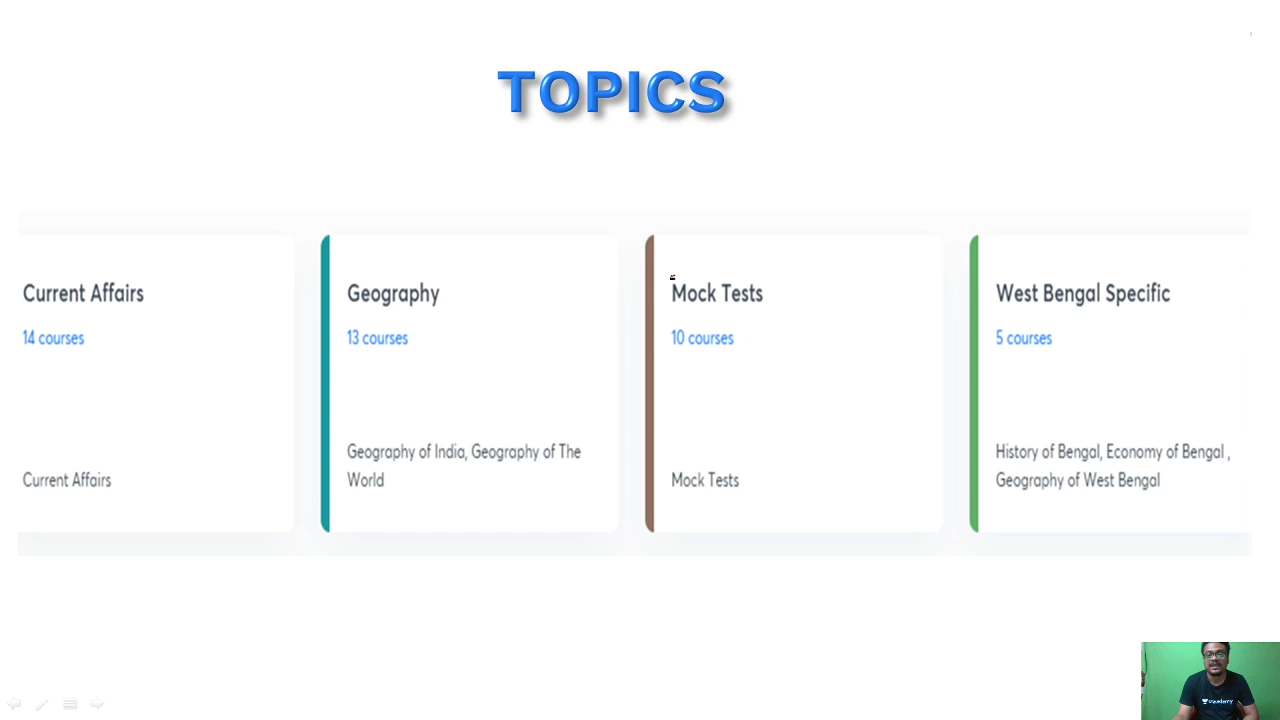 TOPICS
Current Affairs
14 courses
Current Affairs
Geography
13 courses
Geography of India, Geography of The
World
Mock Tests
10 courses
Mock Tests
West Bengal Specific
5 courses
History of Bengal, Economy of Bengal ,
Geography of West Bengal